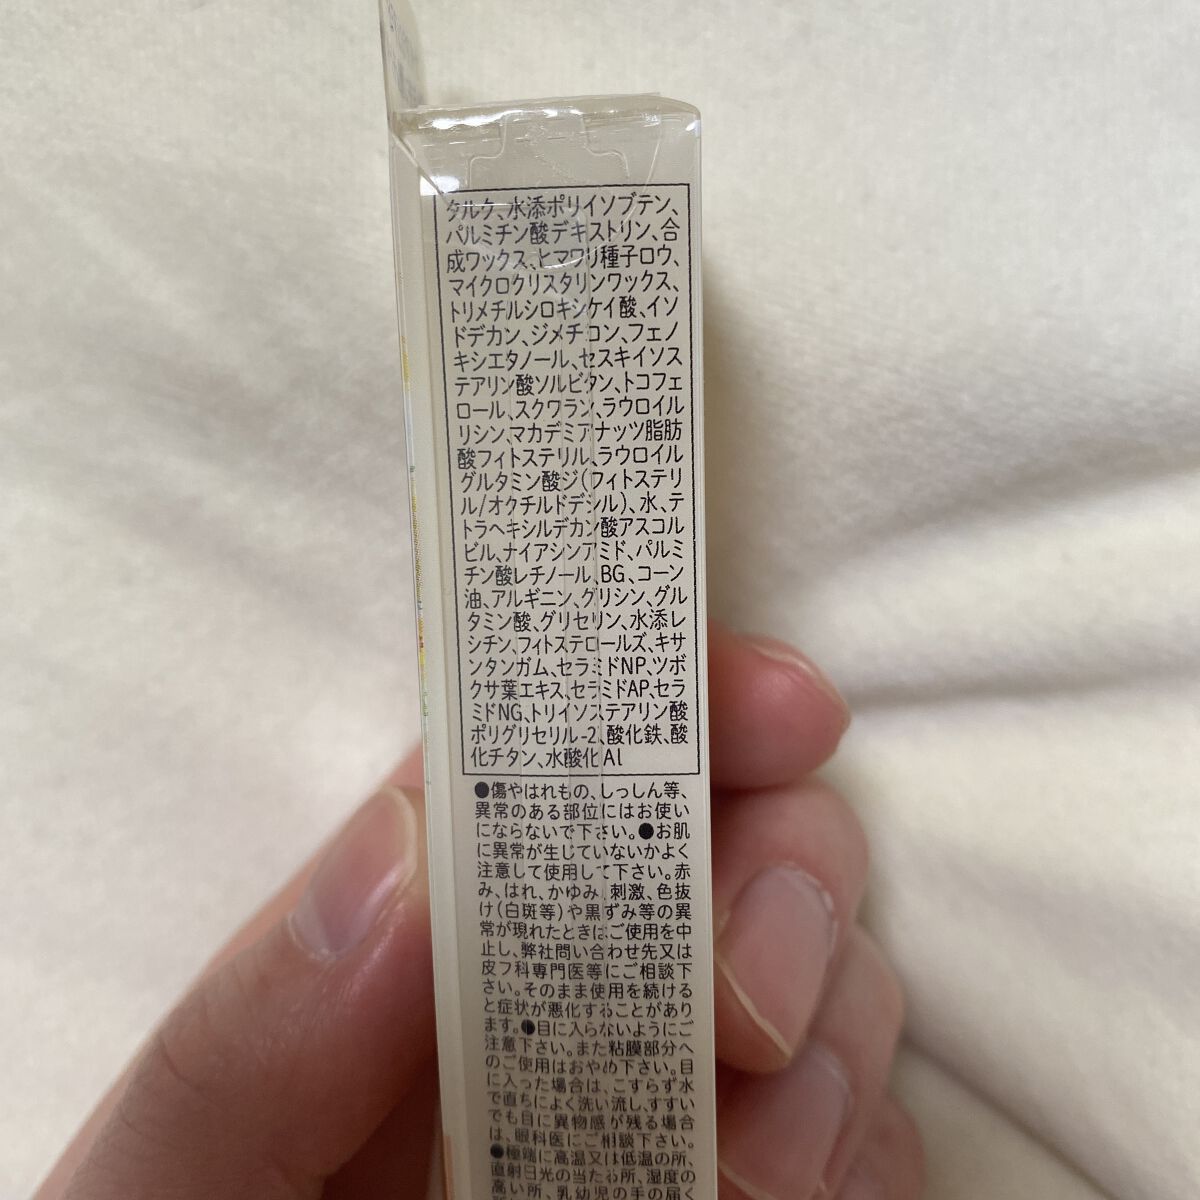 タルク、水添ポリイソブテン、
パルミチン酸デキストリン、合
成ワックス、ヒマワリ種子ロウ、
マイクロクリスタリンワックス、
トリメチルシロキシケイ酸、イソ
ドデカン、ジメチコン、フェノ
キシエタノール、セスキイソス
テアリン酸ソルビタン、トコフェ
ロール、スクワラン、ラウロイル
リシン、マカデミアナッツ脂肪
酸フィトステリル、ラウロイル
グルタミン酸ジ(フィトステリ
ル/オクチルドデシル)、水、テ
トラヘキシルデカン酸アスコル
ビル、ナイアシンアミド、パルミ
チン酸レチノール、BG、コーン
油、アルギニン、グリシン、グル
タミン酸、グリセリン、水添レ
シチン、フィトステロールズ、キサ
ンタンガム、セラミドNP、ツボ
クサ葉エキス、セラミドAP、セラ
ミドNG、トリイソステアリン酸
ポリグリセリル-2、酸化鉄、酸
化チタン、水酸化Al
●傷やはれもの、しっしん等、
異常のある部位にはお使い
にならないで下さい。●お肌
に異常が生じていないかよく
注意して使用して下さい。赤
み、はれ、かゆみ、刺激、色抜
け(白斑等)や黒ずみ等の異
常が現れたときはご使用を中
止し、弊社問い合わせ先又は
皮フ科専門医等にご相談下
さい。そのまま使用を続ける
と症状が悪化することがあり
ます。●目に入らないようにご
注意下さい。また粘膜部分へ
のご使用はおやめ下さい。目
に入った場合は、こすらず水
で直ちによく洗い流し、すすい
でも目に異物感が残る場合
は、眼科医にご相談下さい。
●極端に高温又は低温の所、
直射日光の当たる所、湿度の
高い所、乳幼児の手の届く